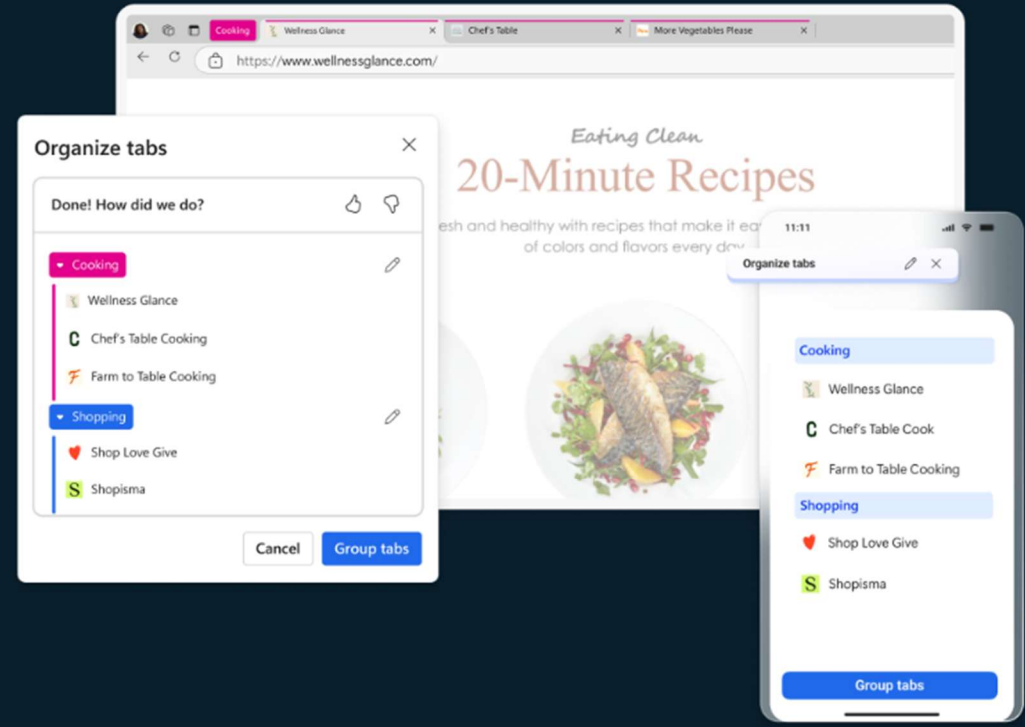 Cooking
Wellness Glance
Chef's Table
More Vegetables Please
https://www.wellnessglance.com/
Eating Clean
20-Minute Recipes
esh and healthy with recipes that make it
of colors and flavors every day
Organize tabs
Done! How did we do?
Cooking
Wellness Glance
C Chef's Table Cooking
F Farm to Table Cooking
Shopping
Shop Love Give
S Shopisma
Cancel
Group tabs
11:11
Organize tabs
Cooking
Wellness Glance
C Chef's Table Cook
F Farm to Table Cooking
Shopping
Shop Love Give
S Shopisma
Group tabs